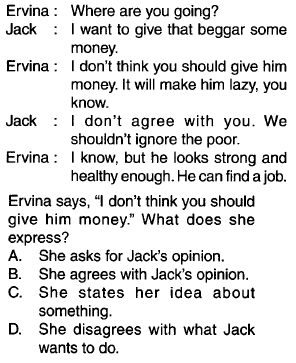 Ervina : Where are you going?
Jack : I want to give that beggar some
money.
Ervina : I don't think you should give him
money. It will make him lazy, you
know.
Jack : I don't agree with you. We
shouldn't ignore the poor.
Ervina : I know, but he looks strong and
healthy enough. He can find a job.
Ervina says, "I don't think you should
give him money." What does she
express?
A. She asks for Jack's opinion.
B. She agrees with Jack's opinion.
C. She states her idea about
something.
D. She disagrees with what Jack
wants to do.